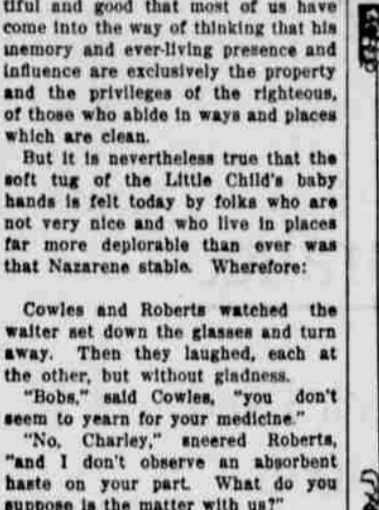 tiful and good that most of us have
come into the way of thinking that his
memory and ever-living presence and
influence are exclusively the property
and the privileges of the righteous,
of those who abide in ways and places
which are clean.
But it is nevertheless true that the
soft tug of the Little Child's baby
hands is felt today by folks who are
not very nice and who live in places
far more deplorable than ever was
that Nazarene stable. Wherefore:
Cowles and Roberts watched the
waiter set down the glasses and turn
away. Then they laughed, each at
the other, but without gladness.
"Bobs," said Cowles, "you don't
seem to yearn for your medicine."
"No, Charley," sneered Roberts,
"and I don't observe an absorbent
haste on your part. What do you
suppose is the matter with us?"